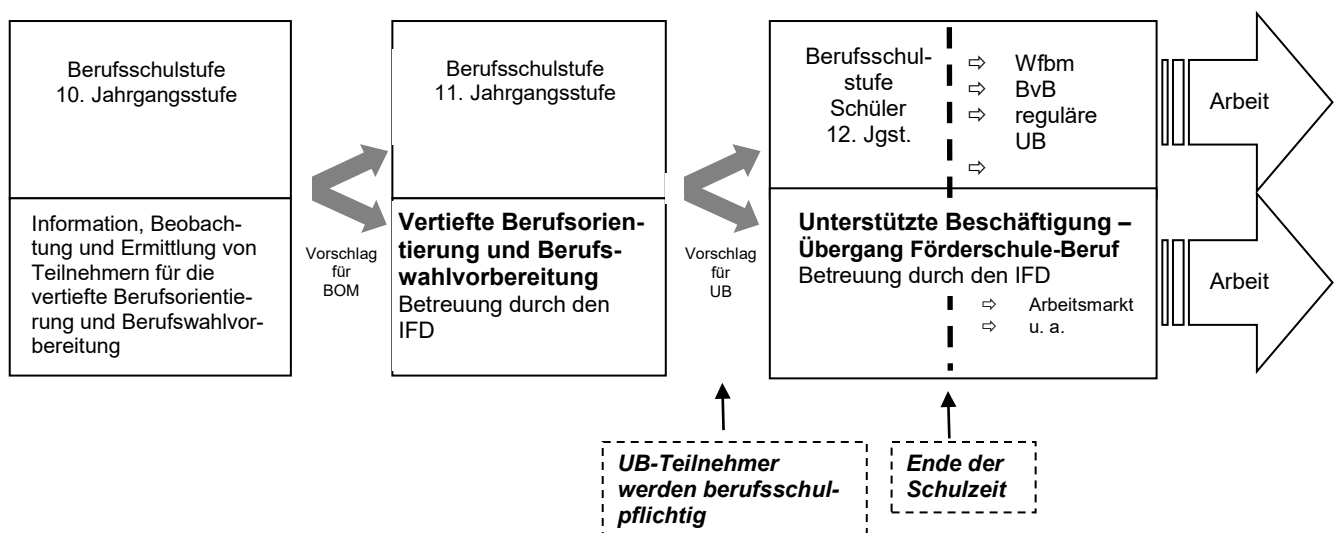 Berufsschulstufe
10. Jahrgangsstufe
Information, Beobach-
tung und Ermittlung von
Teilnehmern für die
vertiefte Berufsorientie-
rung und Berufswahlvor-
bereitung
Vorschlag
für
BOM
Berufsschulstufe
11. Jahrgangsstufe
Vertiefte Berufsorien-
tierung und Berufs-
wahlvorbereitung
Betreuung durch den
IFD
Vorschlag
für
UB
Berufsschul-
stufe
Schüler
12. Jgst.
⇨ Wfbm
⇨ BvB
⇨ reguläre
UB
⇨
Unterstützte Beschäftigung –
Übergang Förderschule-Beruf
Betreuung durch den IFD
⇨ Arbeitsmarkt
⇨ u. a.
Arbeit
Arbeit
UB-Teilnehmer
werden berufsschul-
pflichtig
Ende der
Schulzeit